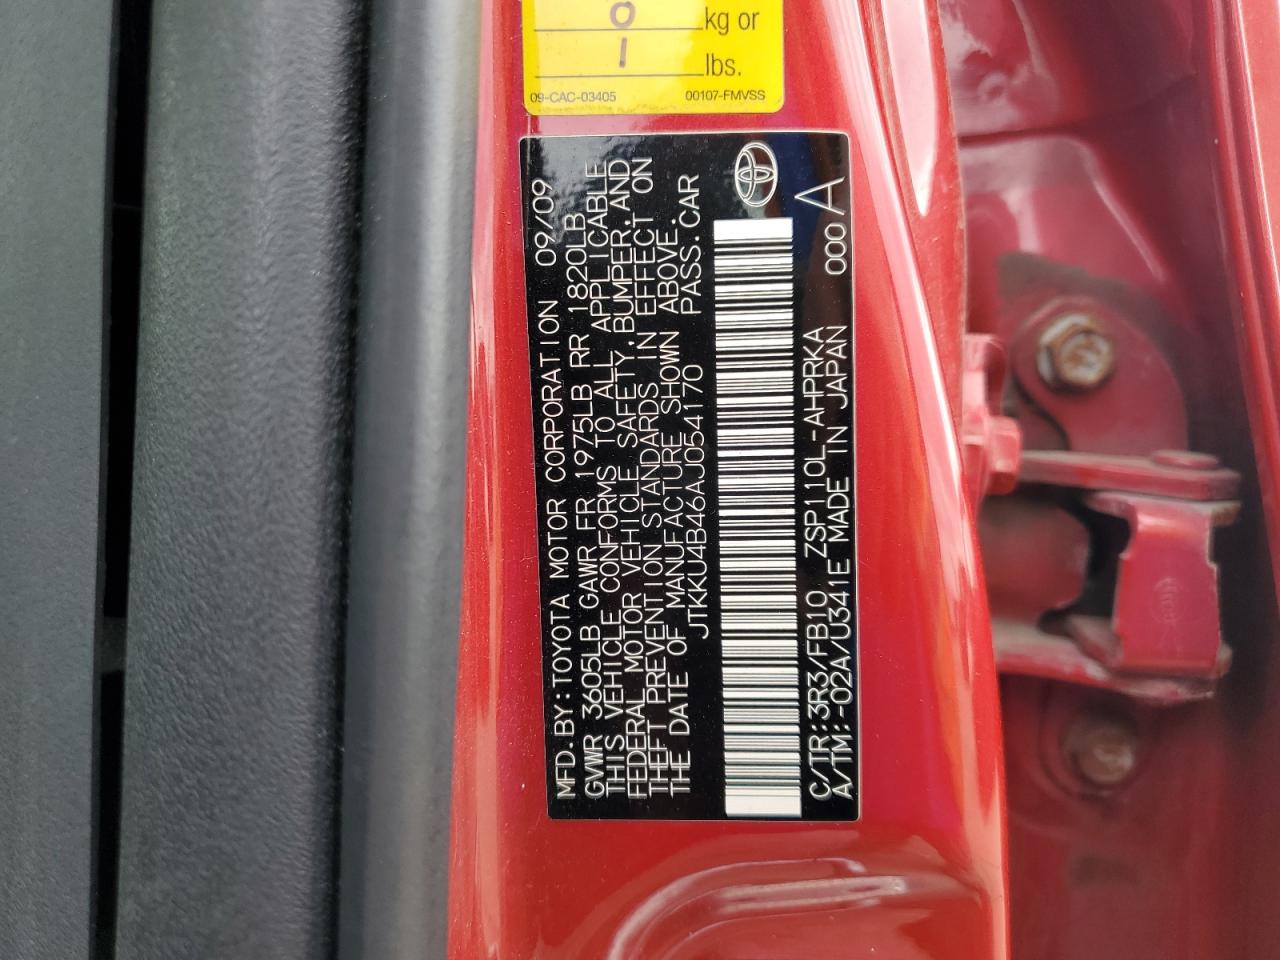 0 kg or
1 lbs.
09-CAC-03405 00107-FMVSS
MFD.BY:TOYOTA MOTOR CORPORATION 09/09
GVWR 3605LB GAWR FR 1975LB RR 1820LB
THIS VEHICLE CONFORMS TO ALL APPLICABLE
FEDERAL MOTOR VEHICLE SAFETY,BUMPER,AND
THEFT PREVENTION STANDARDS IN EFFECT ON
THE DATE OF MANUFACTURE SHOWN ABOVE.
JTKKU4B46AJ054170 PASS.CAR
C/TR:3R3/FB10 ZSP110L-AHPRKA 000A
A/TM:-02A/U341E MADE IN JAPAN